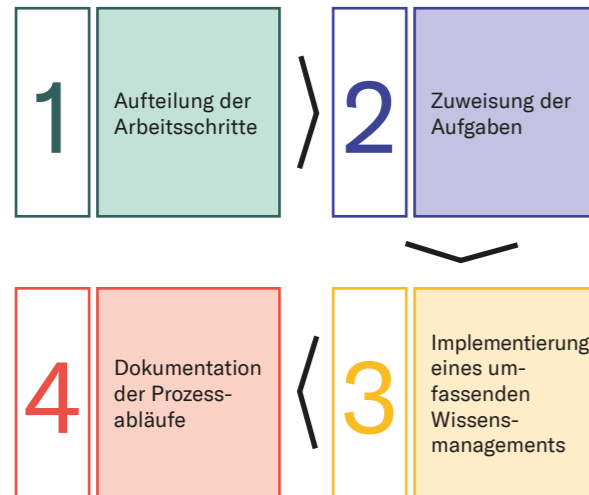 1
Aufteilung der
Arbeitsschritte
2
Zuweisung der
Aufgaben
3
Implementierung
eines um-
fassenden
Wissens-
managements
4
Dokumentation
der Prozess-
abläufe